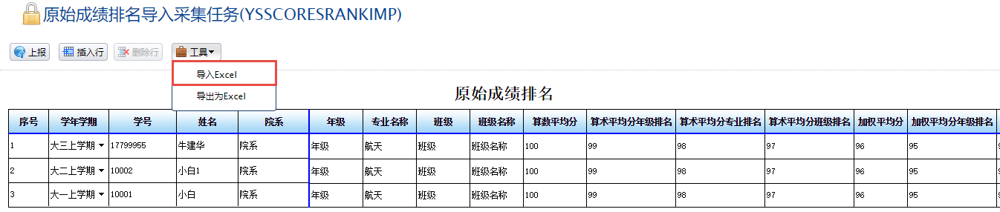 原始成绩排名导入采集任务(YSSCORESRANKIMP)
上报 插入行 删除行 工具
导入Excel
导出为Excel
原始成绩排名
序号 学年学期 学号 姓名 院系 年级 专业名称 班级 班级名称 算数平均分 算术平均分年级排名 算术平均分专业排名 算术平均分班级排名 加权平均分 加权平均分年级排名
1 大三上学期 17799955 牛建华 院系 年级 航天 班级 班级名称 100 99 98 97 96 95
2 大二上学期 10002 小白1 院系 年级 航天 班级 班级名称 100 99 98 97 96 95
3 大一上学期 10001 小白 院系 年级 航天 班级 班级名称 100 99 98 97 96 95